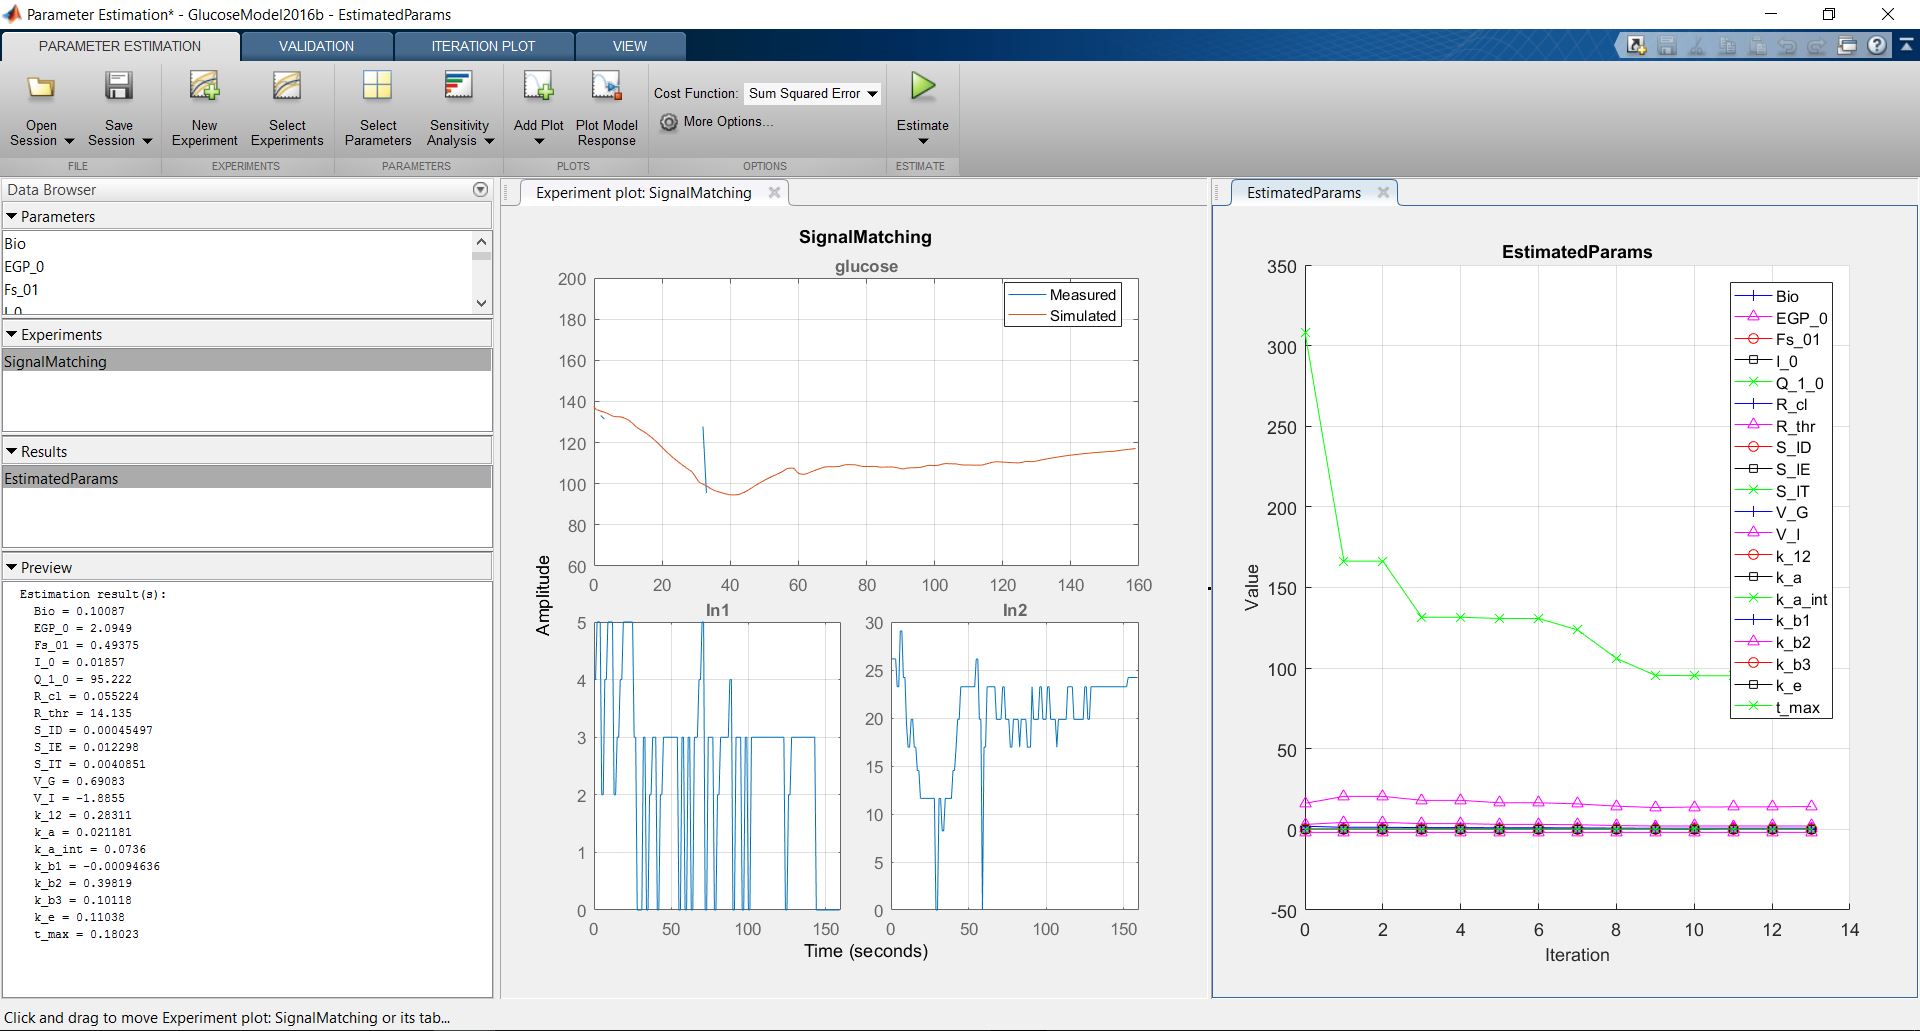 Parameter Estimation* - GlucoseModel2016b - EstimatedParams
PARAMETER ESTIMATION VALIDATION ITERATION PLOT VIEW
Open Session
Save Session
New Experiment
Select Experiments
Select Parameters
Sensitivity Analysis
Add Plot
Plot Model Response
Cost Function: Sum Squared Error
More Options...
Estimate
FILE EXPERIMENTS PARAMETERS PLOTS OPTIONS ESTIMATE
Data Browser
Parameters
Bio
EGP_0
Fs_01
I_0
Experiments
SignalMatching
Results
EstimatedParams
Preview
Estimation result(s):
Bio = 0.10087
EGP_0 = 2.0949
Fs_01 = 0.49375
I_0 = 0.01857
Q_1_0 = 95.222
R_cl = 0.055224
R_thr = 14.135
S_ID = 0.00045497
S_IE = 0.012298
S_IT = 0.0040851
V_G = 0.69083
V_I = -1.8855
k_12 = 0.28311
k_a = 0.021181
k_a_int = 0.0736
k_b1 = -0.00094636
k_b2 = 0.39819
k_b3 = 0.10118
k_e = 0.11038
t_max = 0.18023
Experiment plot: SignalMatching
SignalMatching
glucose
200
180
160
140
120
100
80
60
0 20 40 60 80 100 120 140 160
Measured
Simulated
Amplitude
In1
5
4
3
2
1
0
0 50 100 150
In2
30
25
20
15
10
5
0
0 50 100 150
Time (seconds)
EstimatedParams
EstimatedParams
350
300
250
200
150
100
50
0
-50
0 2 4 6 8 10 12 14
Value
Iteration
Bio
EGP_0
Fs_01
I_0
Q_1_0
R_cl
R_thr
S_ID
S_IE
S_IT
V_G
V_I
k_12
k_a
k_a_int
k_b1
k_b2
k_b3
k_e
t_max
Click and drag to move Experiment plot: SignalMatching or its tab...